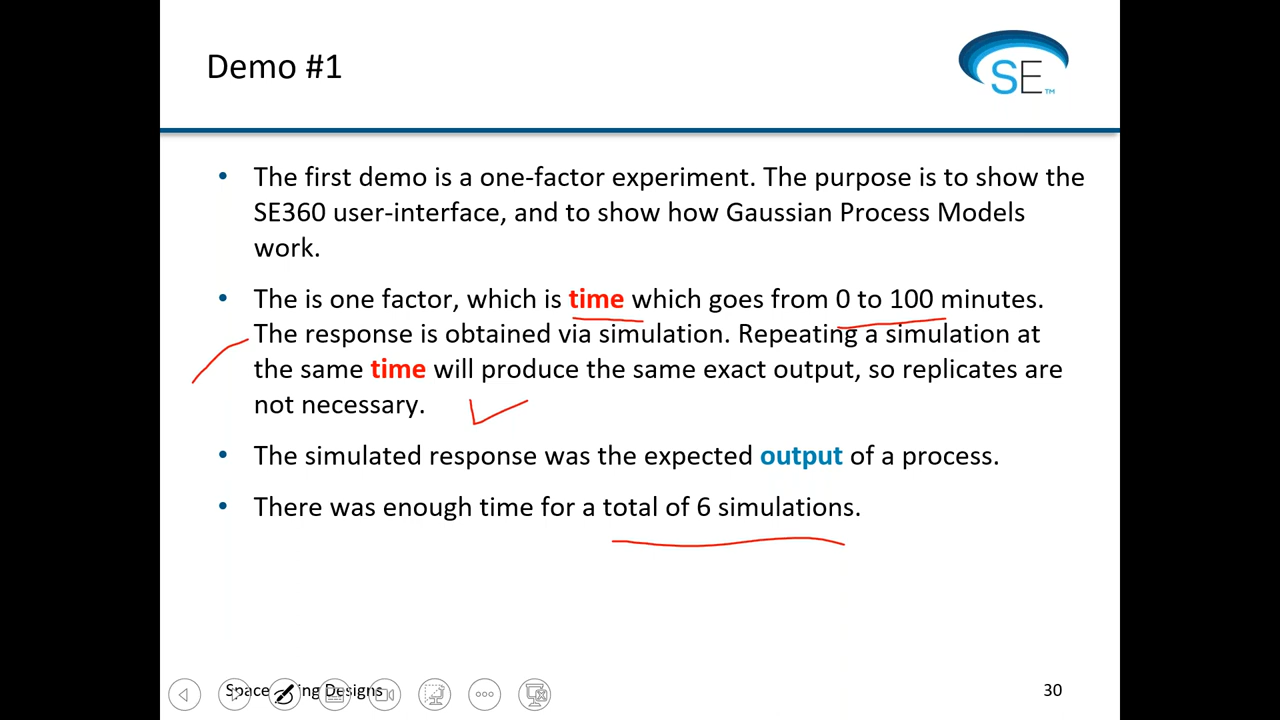 Demo #1
SE™
• The first demo is a one-factor experiment. The purpose is to show the
SE360 user-interface, and to show how Gaussian Process Models
work.
• The is one factor, which is time which goes from 0 to 100 minutes.
The response is obtained via simulation. Repeating a simulation at
the same time will produce the same exact output, so replicates are
not necessary.
• The simulated response was the expected output of a process.
• There was enough time for a total of 6 simulations.
Space ing Designs
30